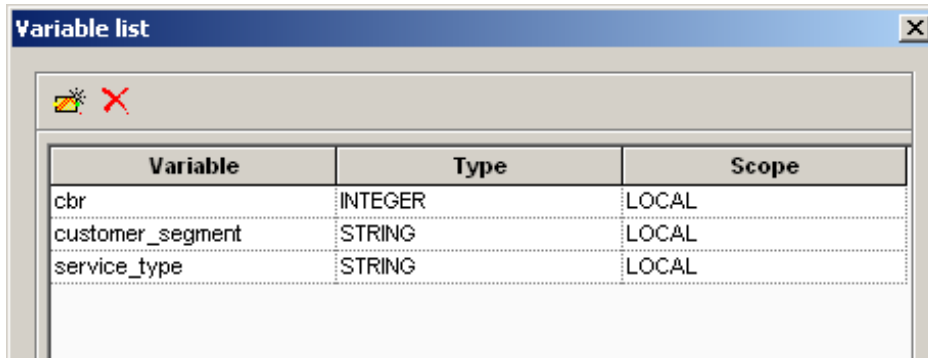 Variable list
Variable Type Scope
cbr INTEGER LOCAL
customer_segment STRING LOCAL
service_type STRING LOCAL